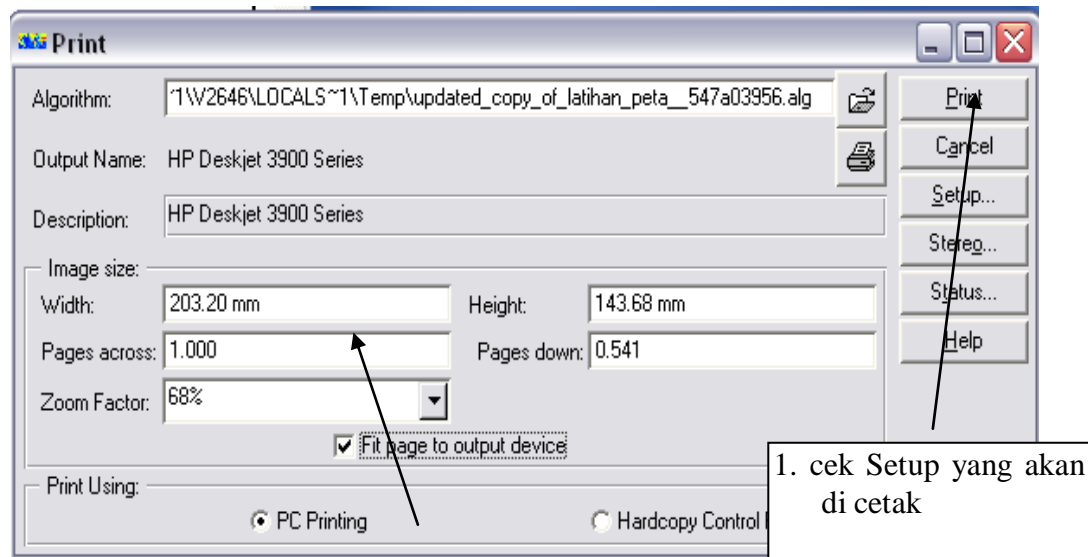 Print
Algorithm: ~1\V2646\LOCALS~1\Temp\updated_copy_of_latihan_peta__547a03956.alg
Print
Output Name: HP Deskjet 3900 Series
Cancel
Description: HP Deskjet 3900 Series
Setup...
Stereo...
Image size:
Width: 203.20 mm Height: 143.68 mm
Status...
Pages across: 1.000 Pages down: 0.541
Help
Zoom Factor: 68%
Fit page to output device
Print Using:
PC Printing Hardcopy Control
1. cek Setup yang akan
di cetak